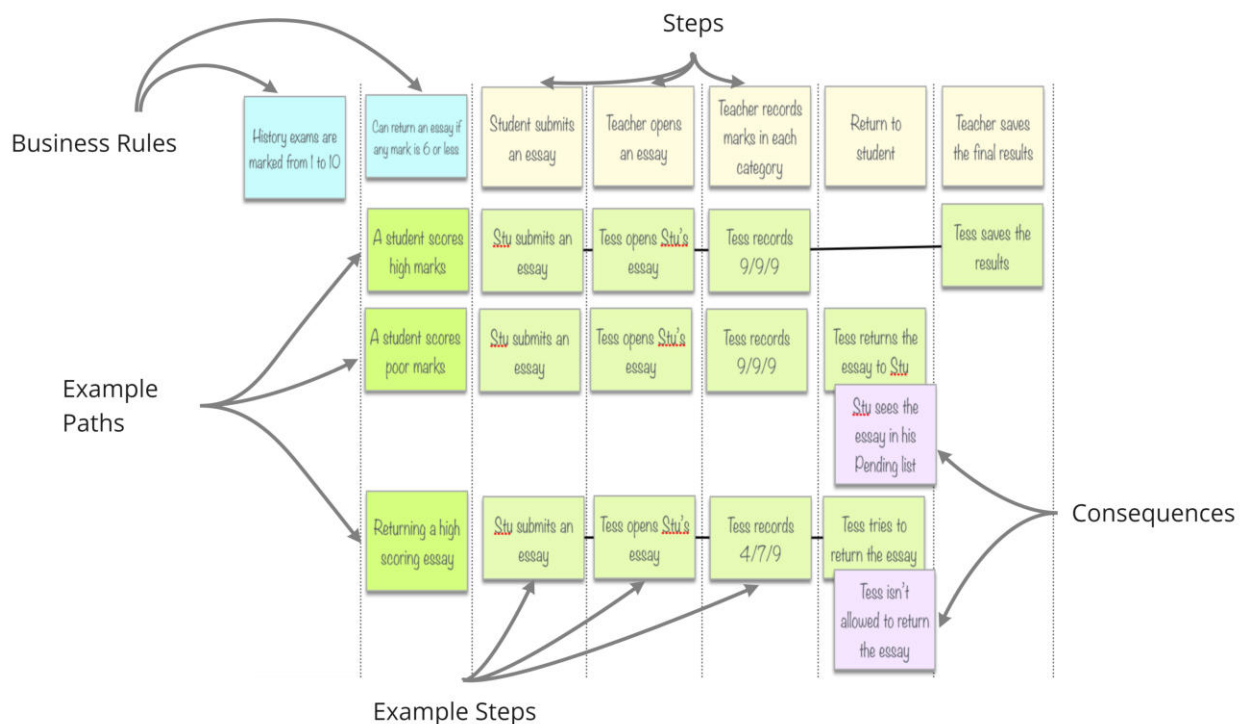 Steps
Business Rules
History exams are
marked from 1 to 10
Can return an essay if
any mark is 6 or less
Student submits
an essay
Teacher opens
an essay
Teacher records
marks in each
category
Return to
student
Teacher saves
the final results
Example
Paths
A student scores
high marks
Stu submits an
essay
Tess opens Stu's
essay
Tess records
9/9/9
Tess saves the
results
A student scores
poor marks
Stu submits an
essay
Tess opens Stu's
essay
Tess records
9/9/9
Tess returns the
essay to Stu
Stu sees the
essay in his
Pending list
Consequences
Returning a high
scoring essay
Stu submits an
essay
Tess opens Stu's
essay
Tess records
4/7/9
Tess tries to
return the essay
Tess isn't
allowed to return
the essay
Example Steps